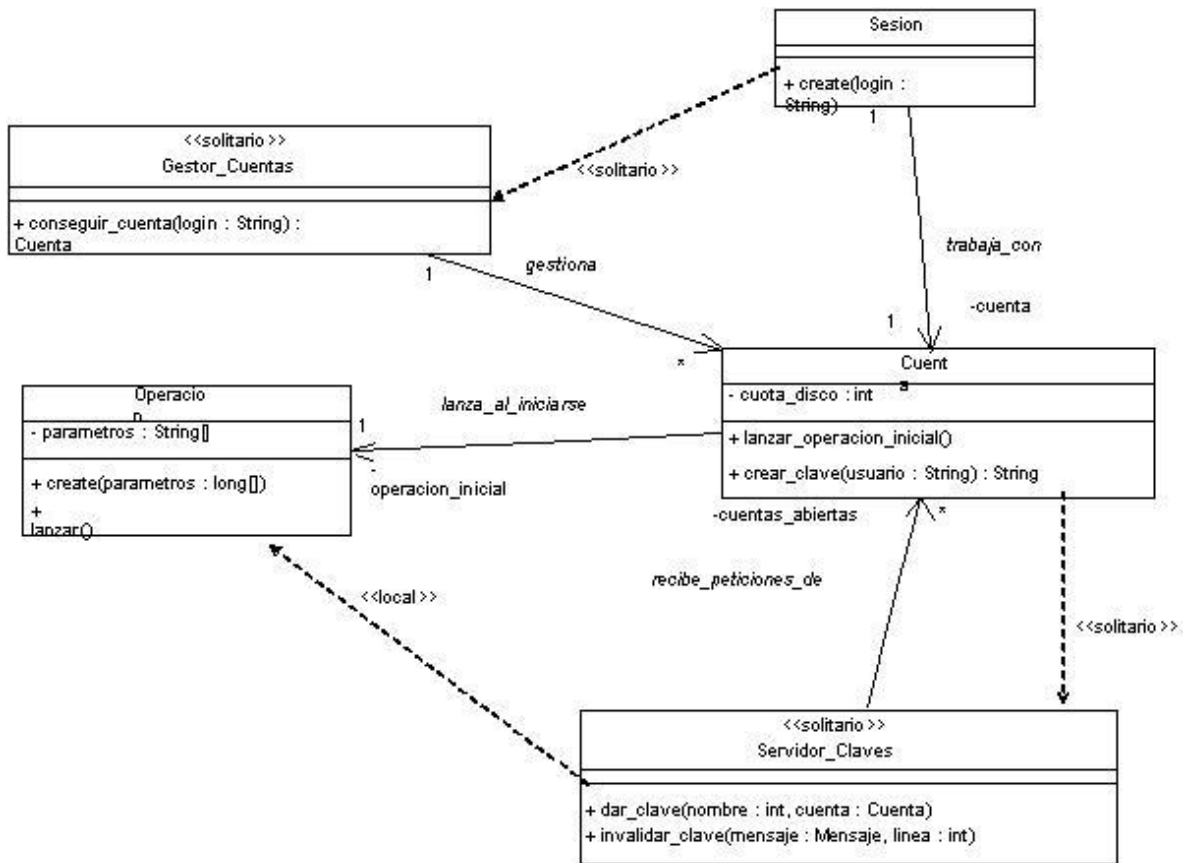 Sesion
+ create(login :
String)
1
<<solitario>>
Gestor_Cuentas
+ conseguir_cuenta(login : String) :
Cuenta
<<solitario>>
1
gestiona
*
trabaja_con
-cuenta
1
Cuent
a
- cuota_disco : int
+ lanzar_operacion_inicial()
+ crear_clave(usuario : String) : String
Operacio
n
- parametros : String[]
+ create(parametros : long[])
+
lanzar()
lanza_al_iniciarse
1
-
operacion_inicial
-cuentas_abiertas
*
recibe_peticiones_de
<<local>>
<<solitario>>
<<solitario>>
Servidor_Claves
+ dar_clave(nombre : int, cuenta : Cuenta)
+ invalidar_clave(mensaje : Mensaje, linea : int)